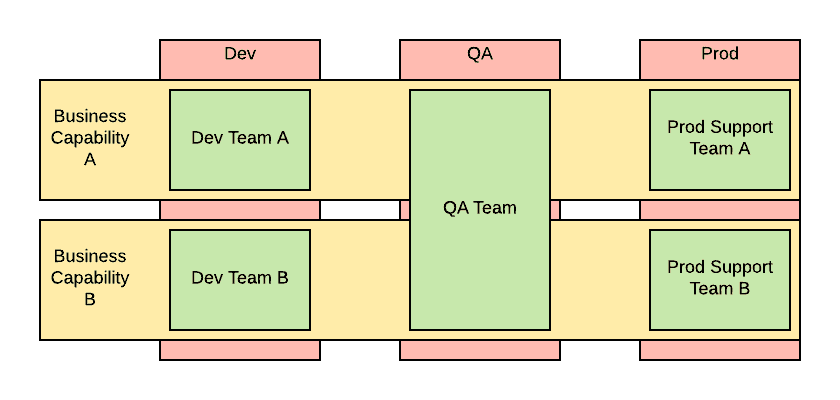 Dev
QA
Prod
Business
Capability
A
Dev Team A
Prod Support
Team A
QA Team
Business
Capability
B
Dev Team B
Prod Support
Team B